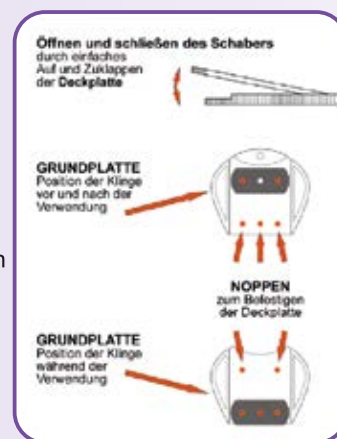 Öffnen und schließen des Schabers
durch einfaches
Auf und Zuklappen
der Deckplatte
GRUNDPLATTE
Position der Klinge
vor und nach der
Verwendung
n
NOPPEN
zum Befestigen
der Deckplatte
GRUNDPLATTE
Position der Klinge
während der
Verwendung